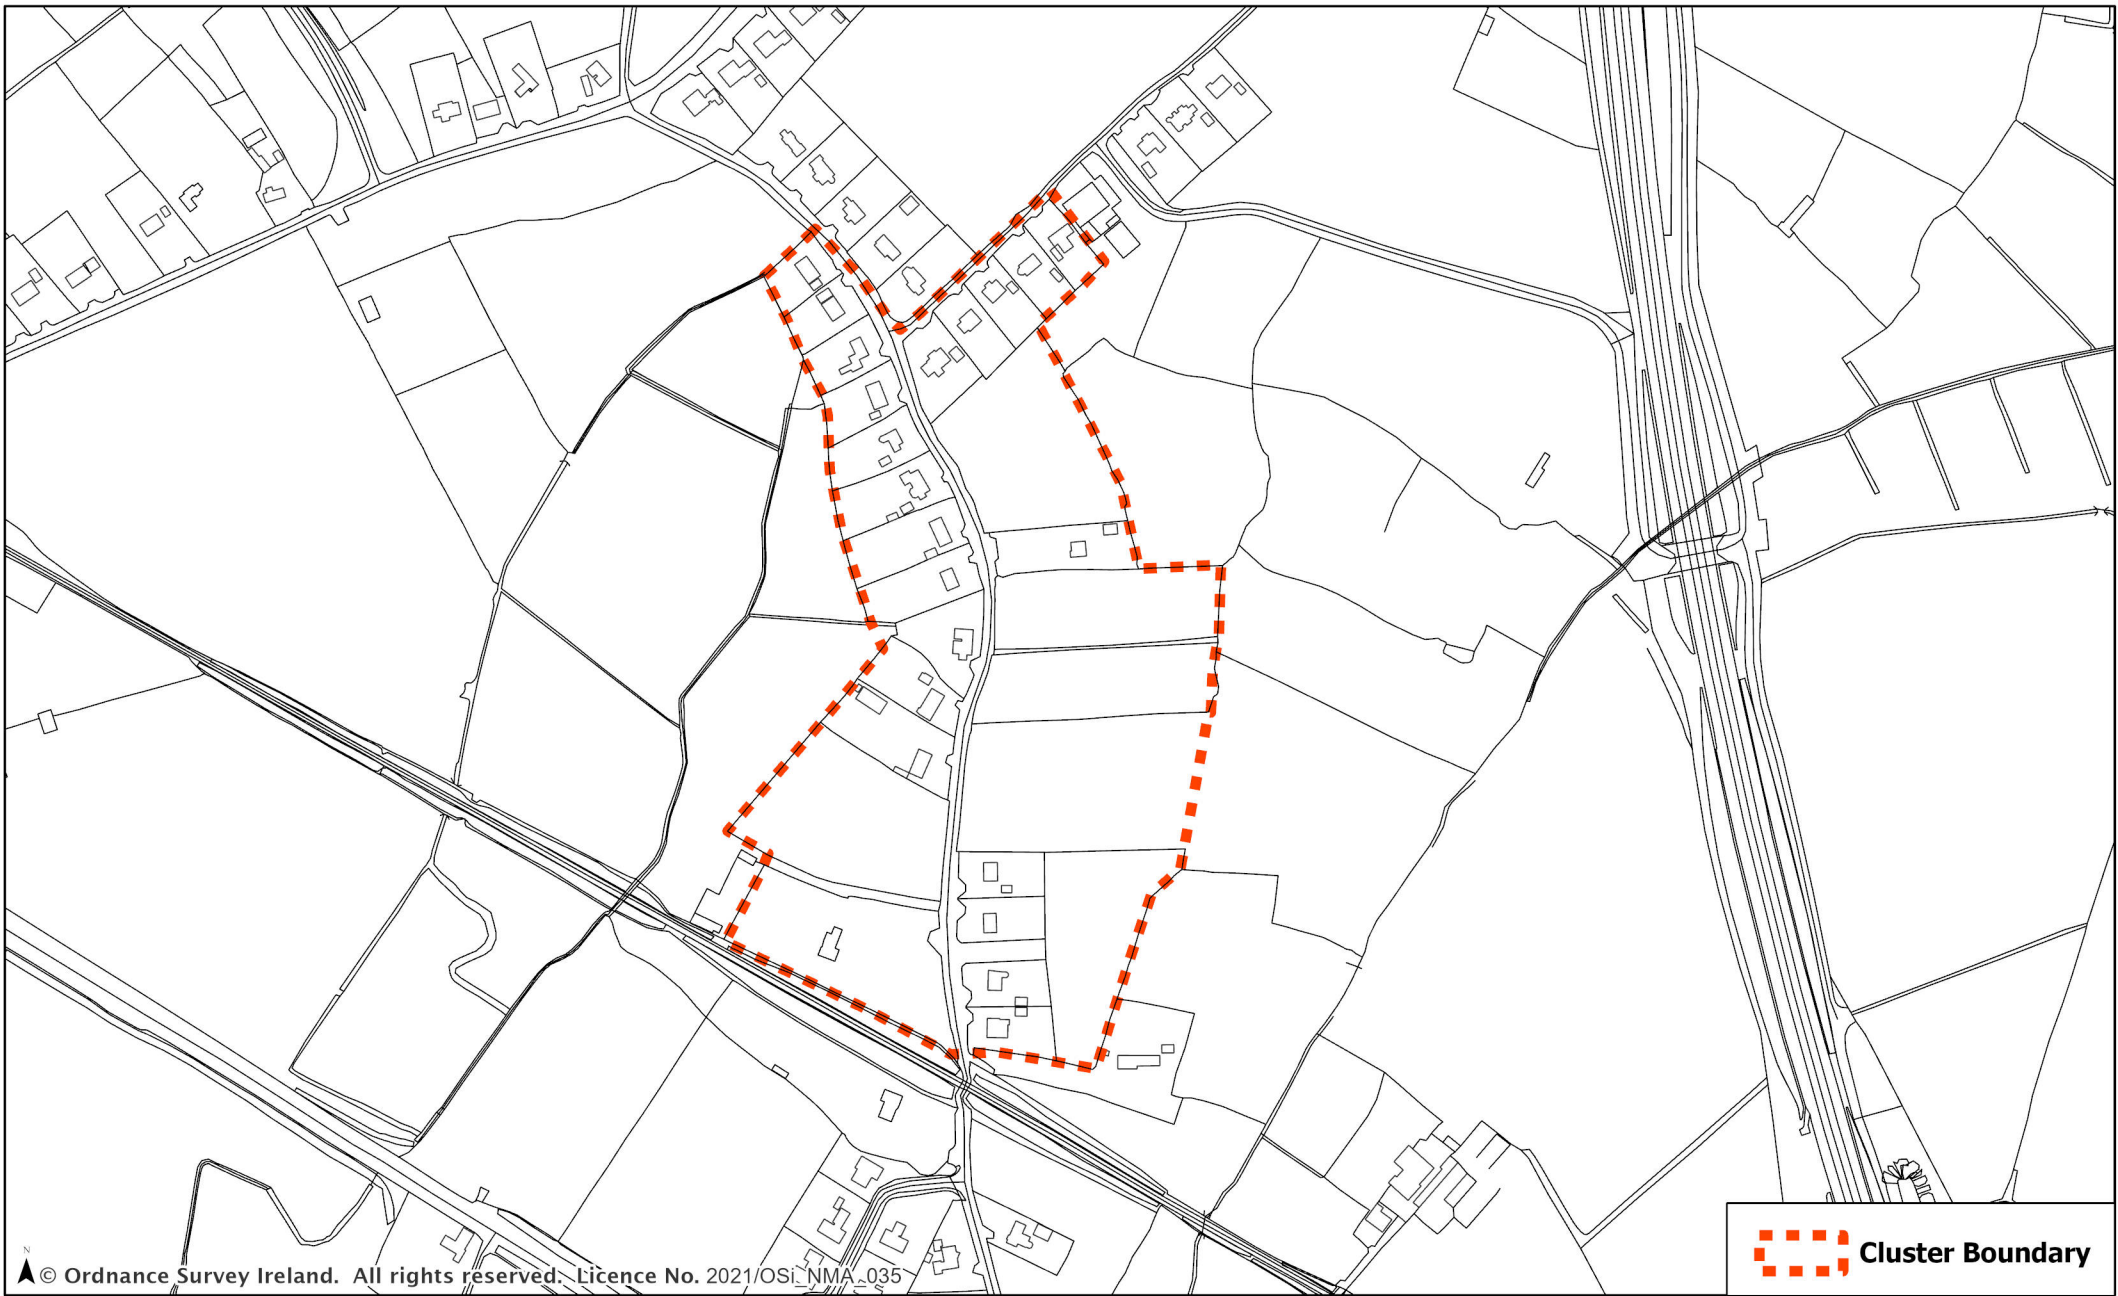 N
© Ordnance Survey Ireland. All rights reserved. Licence No. 2021/OSi_NMA_035
Cluster Boundary